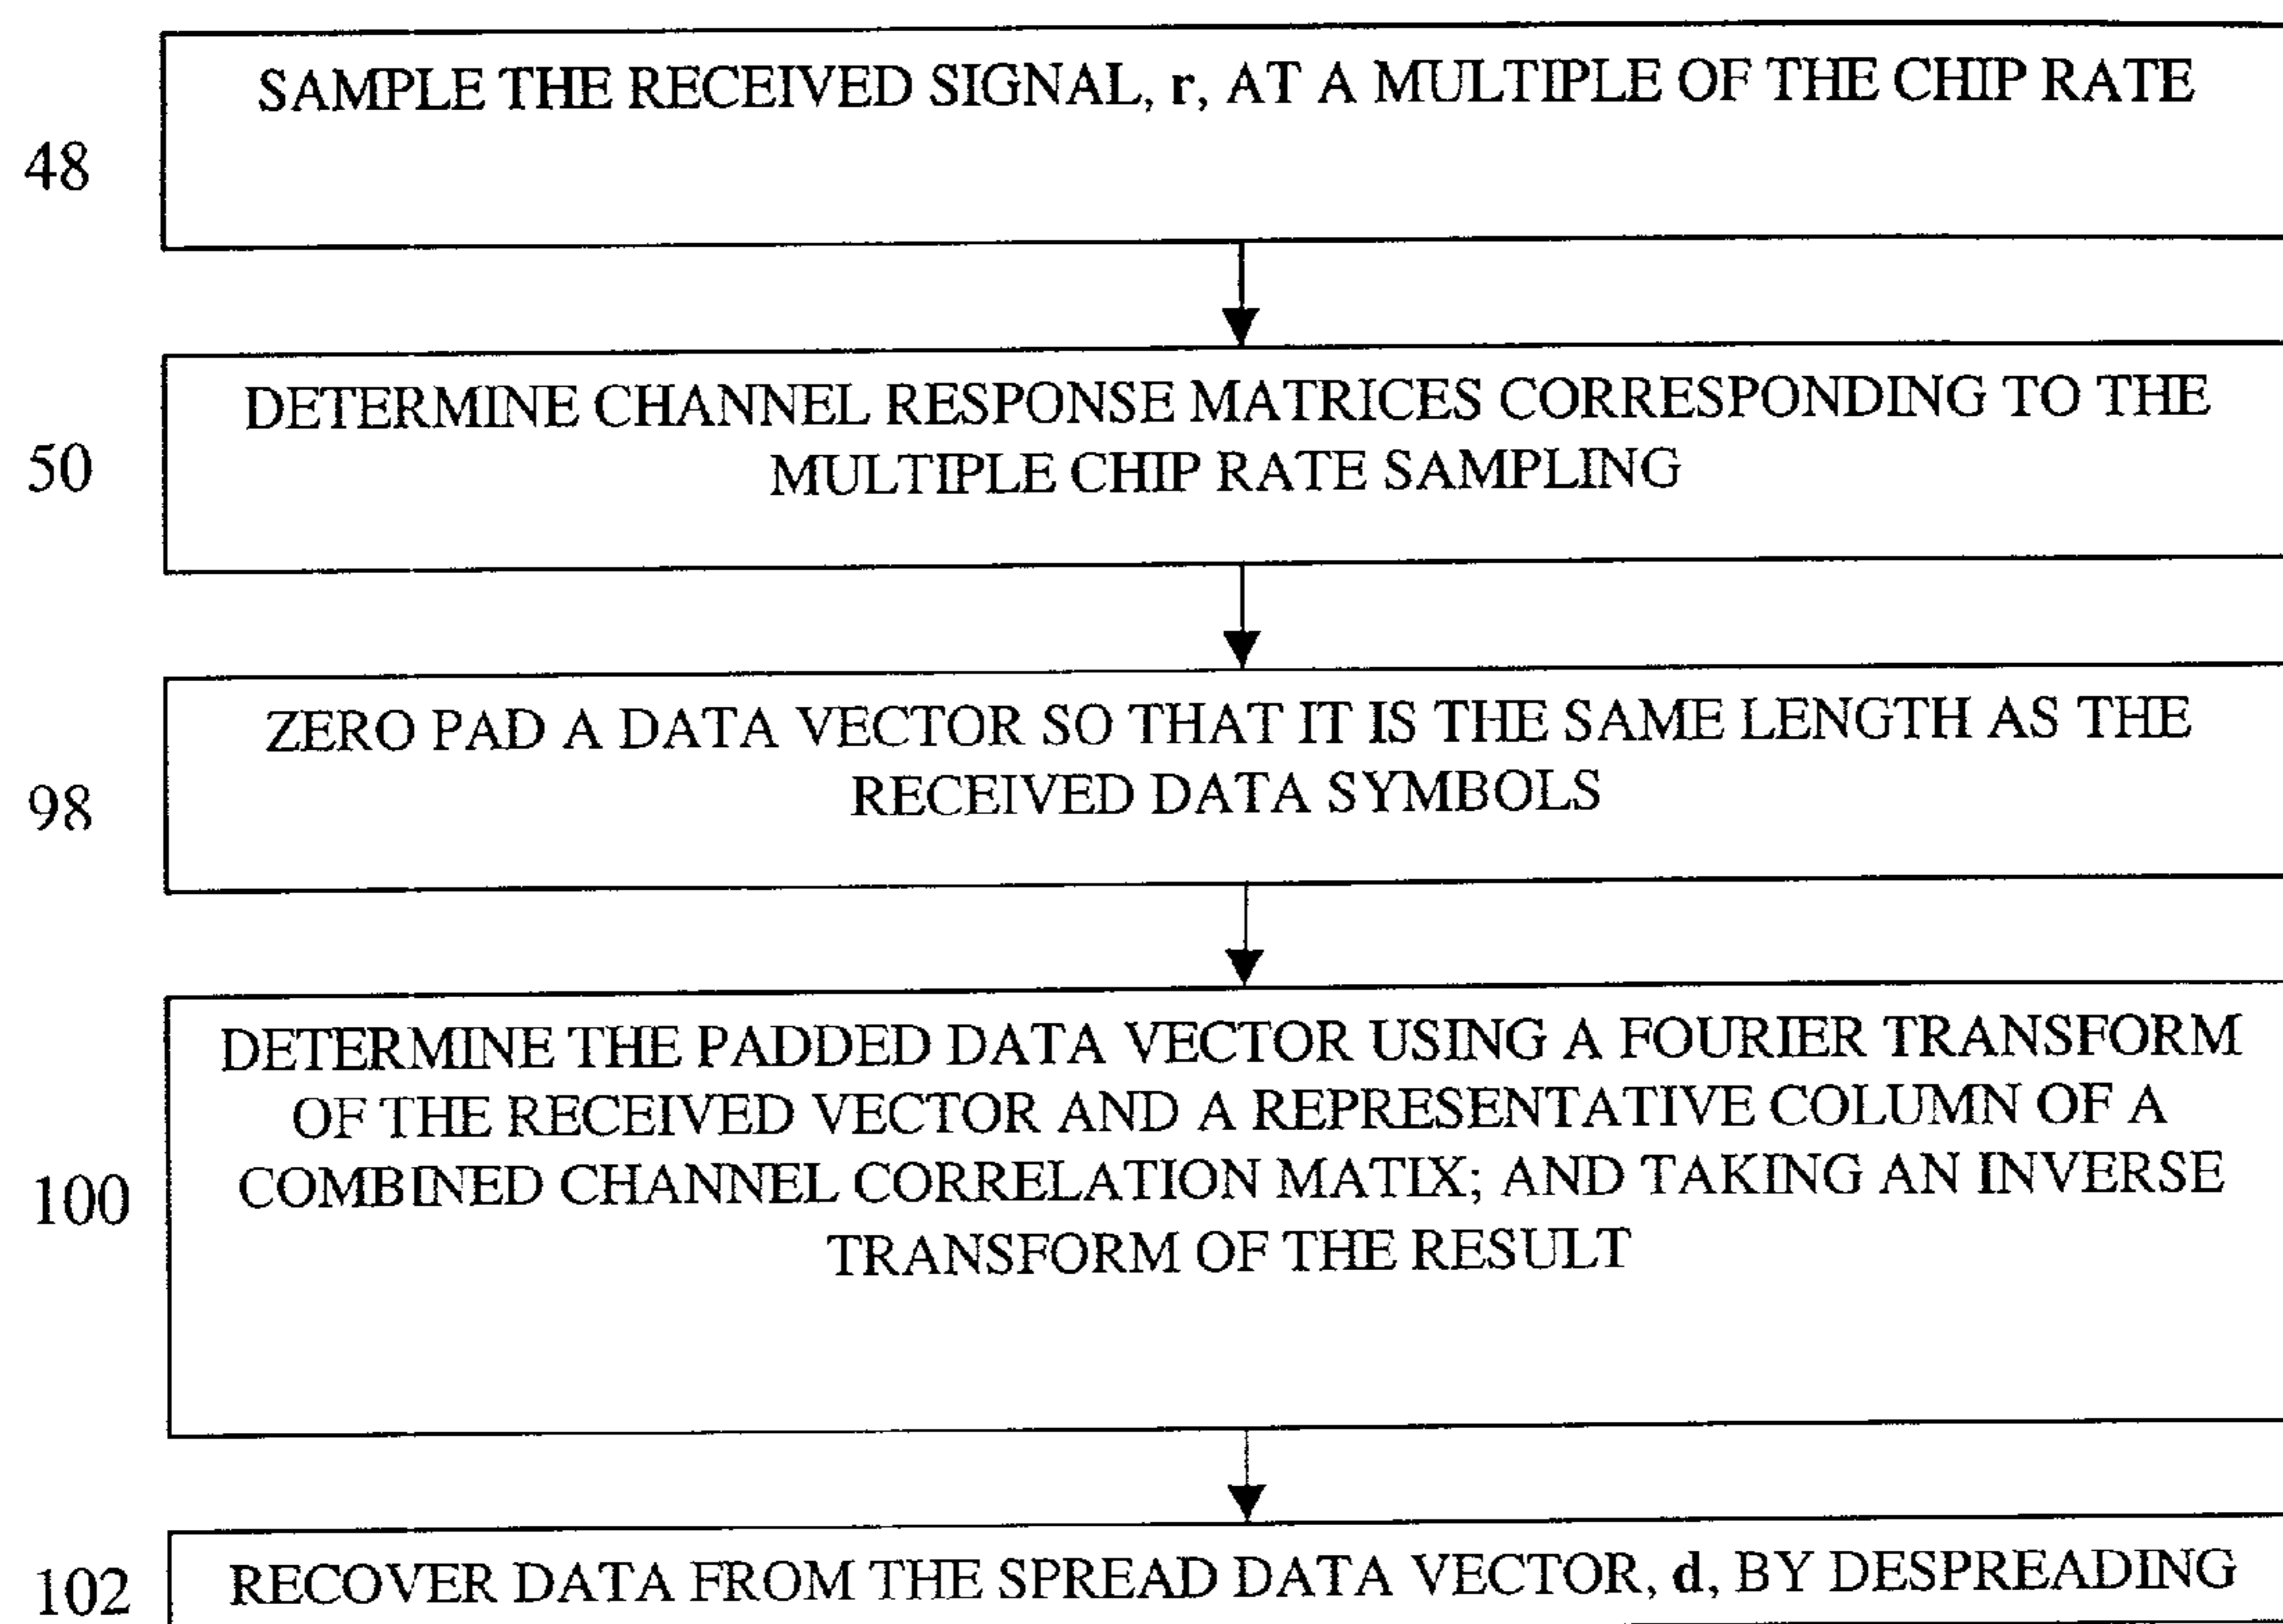 SAMPLE THE RECEIVED SIGNAL, r, AT A MULTIPLE OF THE CHIP RATE
48
DETERMINE CHANNEL RESPONSE MATRICES CORRESPONDING TO THE
MULTIPLE CHIP RATE SAMPLING
50
ZERO PAD A DATA VECTOR SO THAT IT IS THE SAME LENGTH AS THE
RECEIVED DATA SYMBOLS
98
DETERMINE THE PADDED DATA VECTOR USING A FOURIER TRANSFORM
OF THE RECEIVED VECTOR AND A REPRESENTATIVE COLUMN OF A
COMBINED CHANNEL CORRELATION MATIX; AND TAKING AN INVERSE
TRANSFORM OF THE RESULT
100
102 RECOVER DATA FROM THE SPREAD DATA VECTOR, d, BY DESPREADING